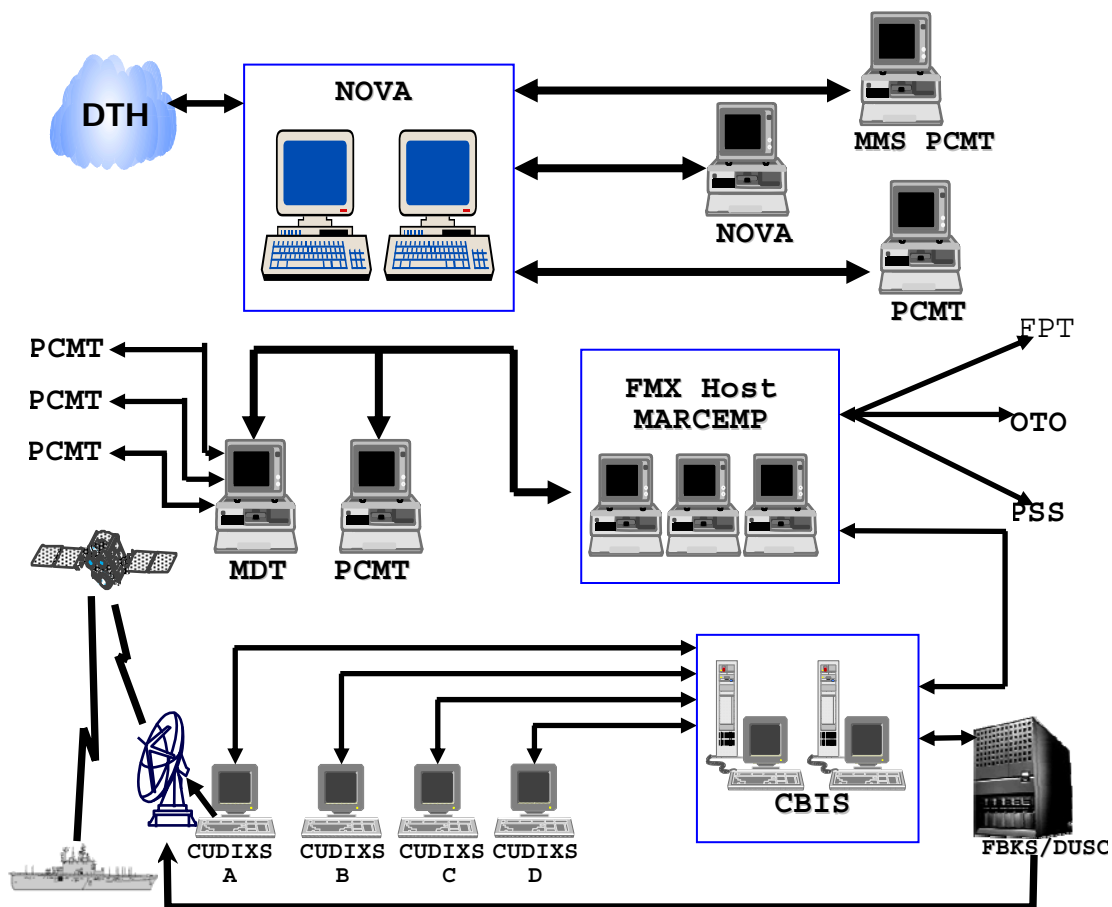 DTH
NOVA
MMS PCMT
NOVA
PCMT
PCMT
PCMT
PCMT
MDT
PCMT
FMX Host
MARCEMP
FPT
OTO
PSS
CBIS
CUDIXS
A
CUDIXS
B
CUDIXS
C
CUDIXS
D
FBKS/DUSC